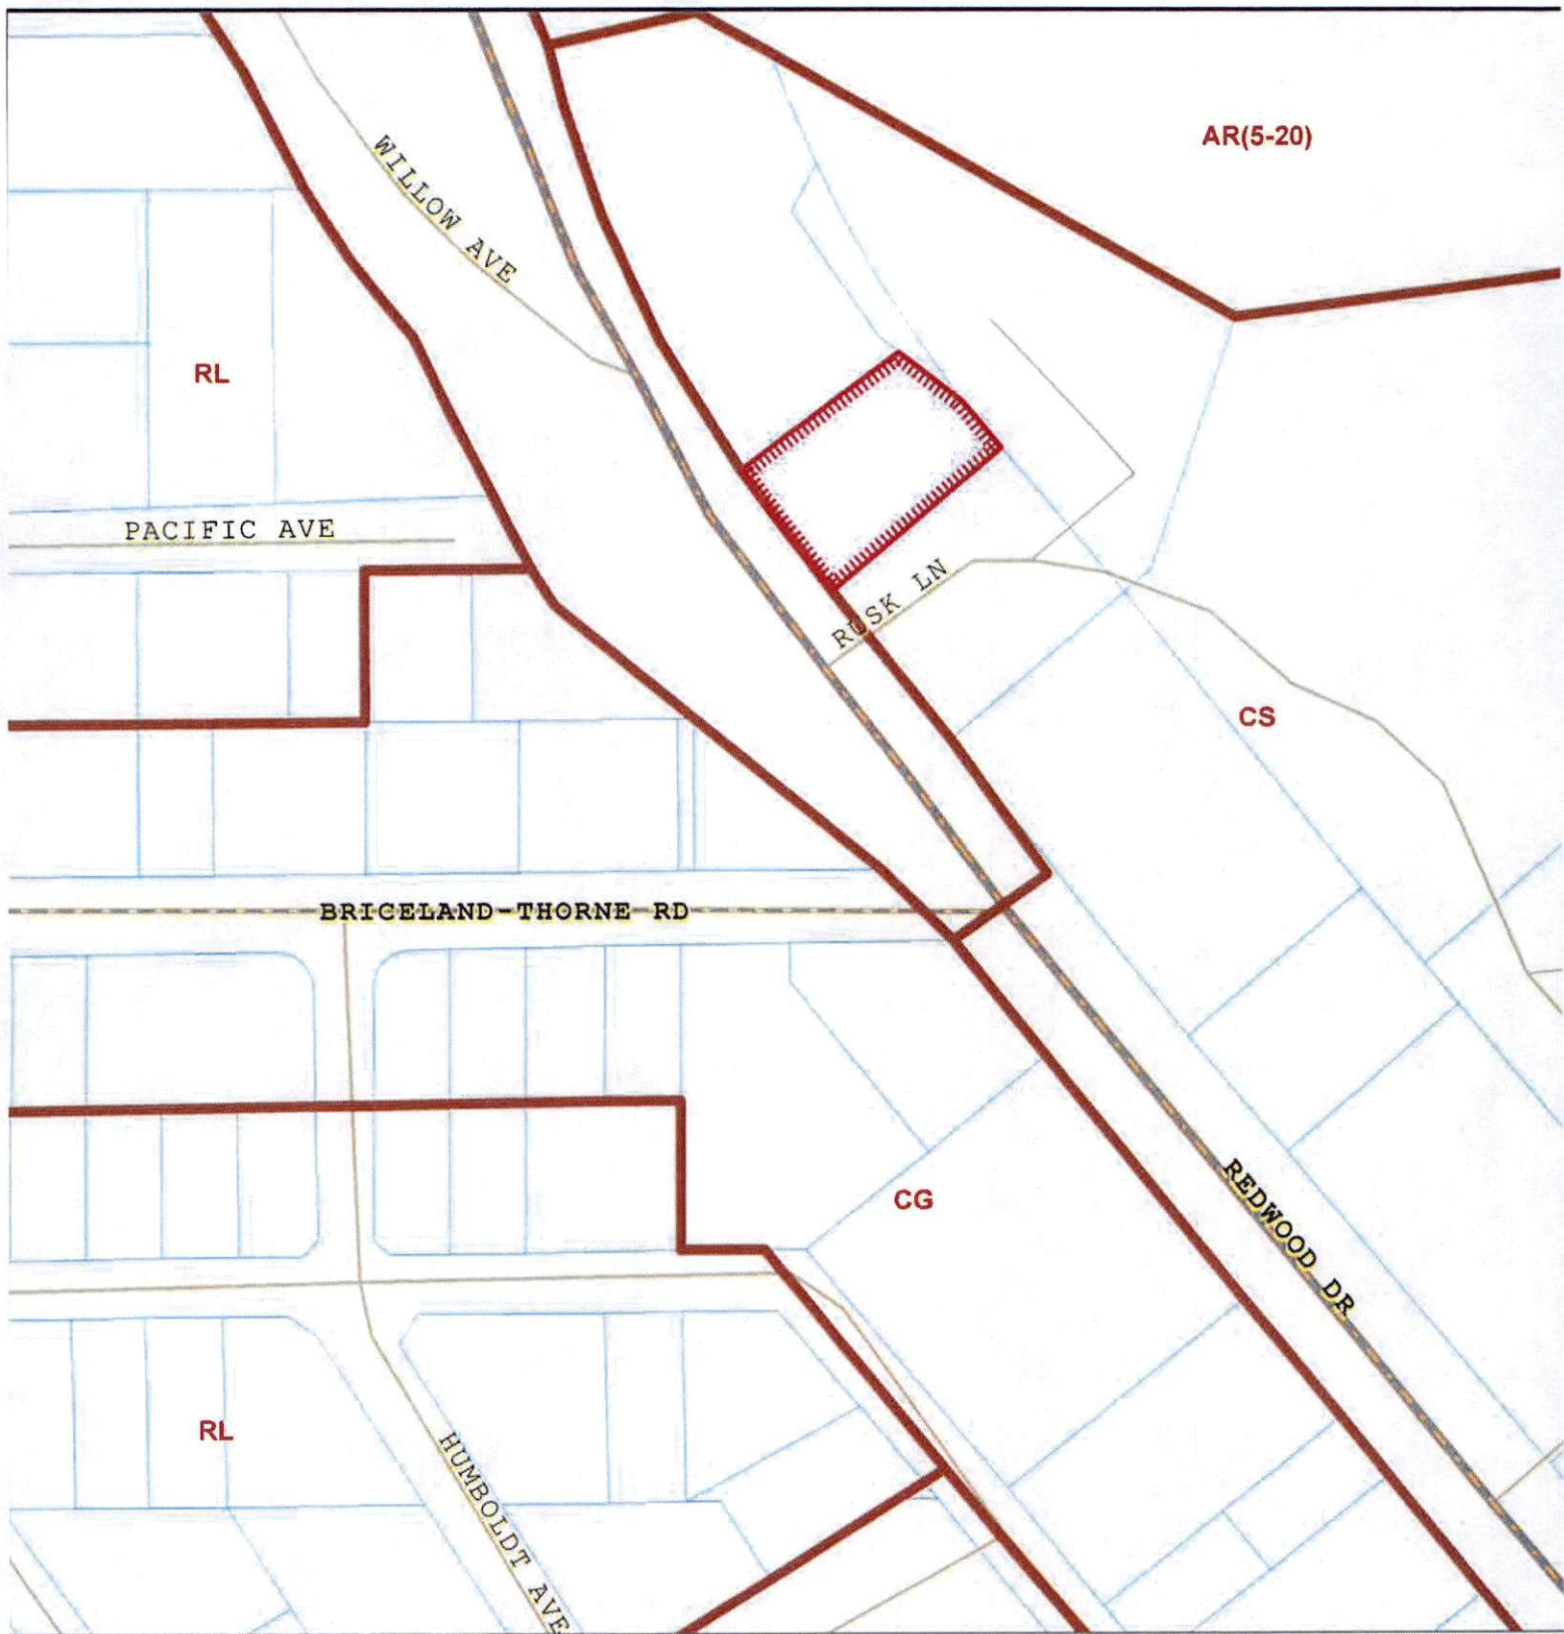 AR(5-20)
WILLOW AVE
RL
PACIFIC AVE
RUSK LN
CS
BRICELAND-THORNE RD
CG
REDWOOD DR
RL
HUMBOLDT AVE